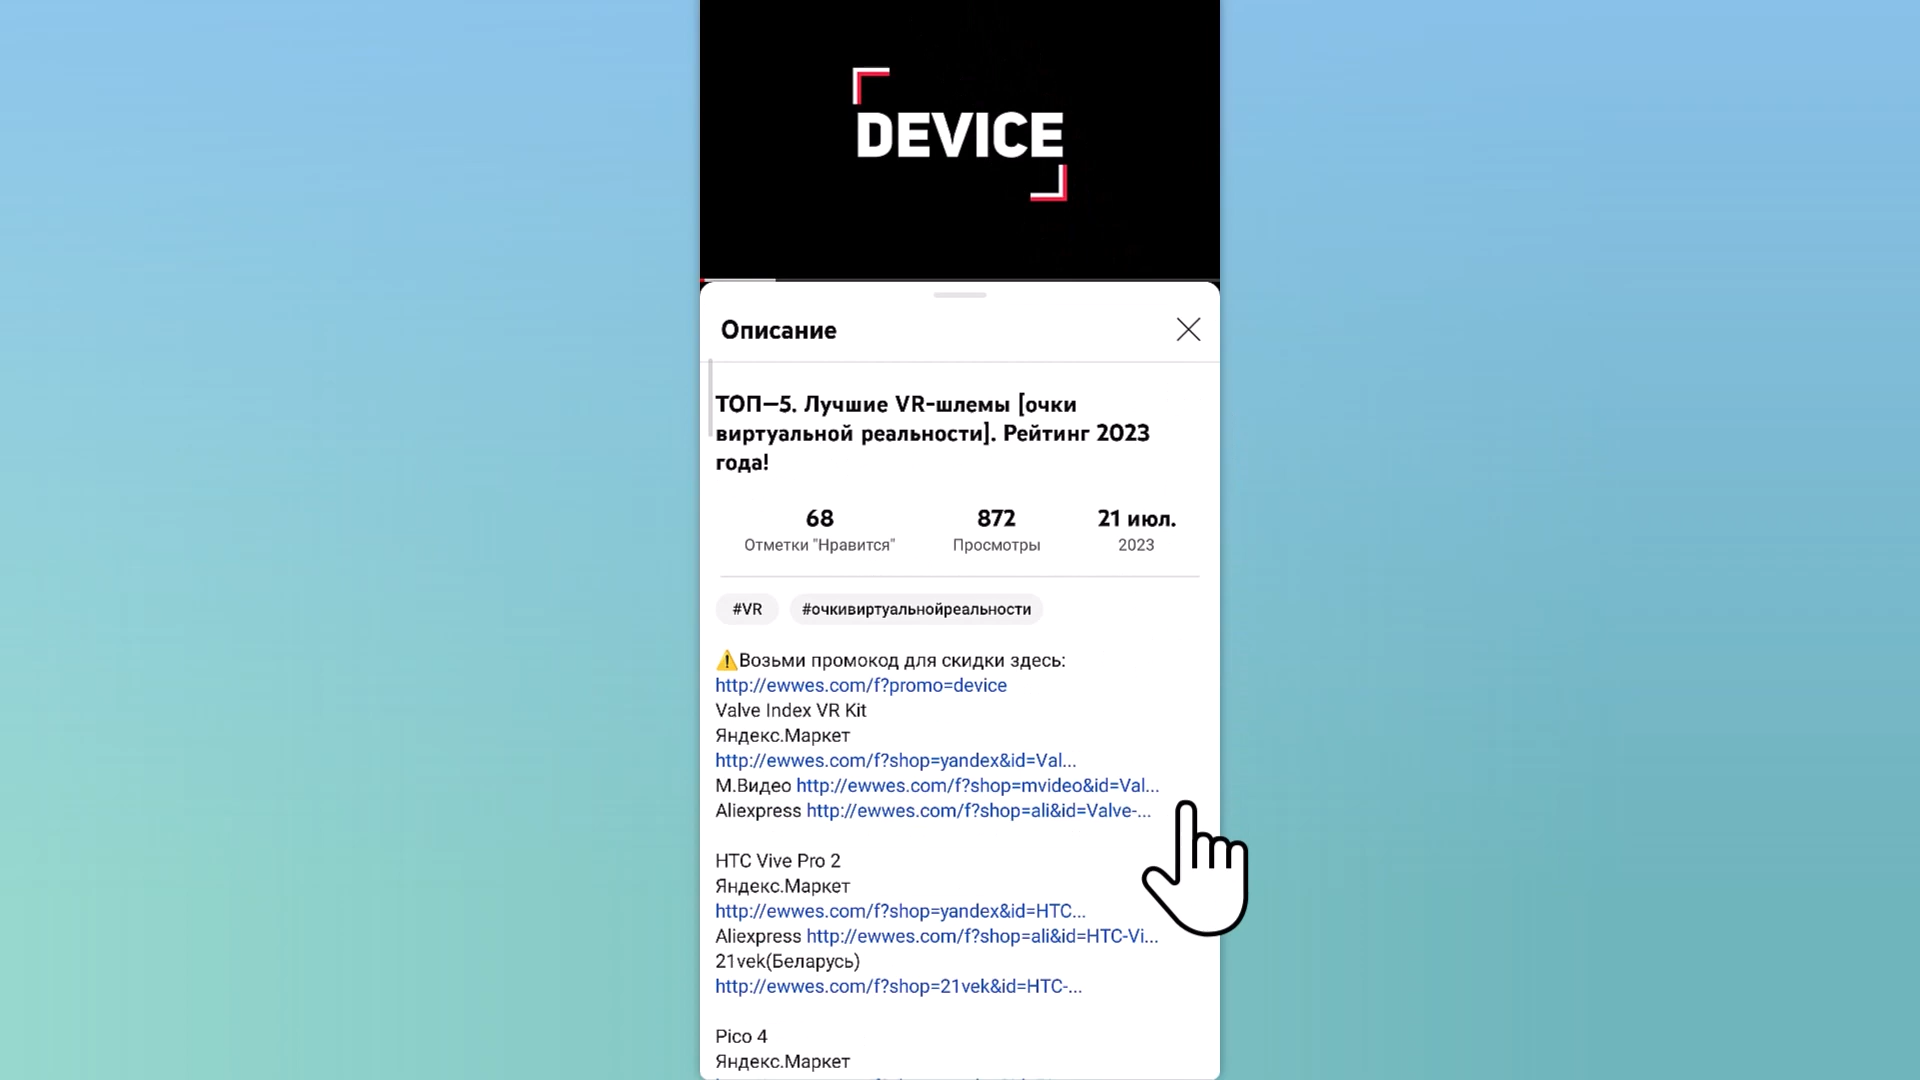 DEVICE
Описание
ТОП—5. Лучшие VR-шлемы [очки
виртуальной реальности]. Рейтинг 2023
года!
68 872 21 июл.
Отметки "Нравится" Просмотры 2023
#VR #очкивиртуальнойреальности
⚠️Возьми промокод для скидки здесь:
http://ewwes.com/f?promo=device
Valve Index VR Kit
Яндекс.Маркет
http://ewwes.com/f?shop=yandex&id=Val...
М.Видео http://ewwes.com/f?shop=mvideo&id=Val...
Aliexpress http://ewwes.com/f?shop=ali&id=Valve-...
HTC Vive Pro 2
Яндекс.Маркет
http://ewwes.com/f?shop=yandex&id=HTC...
Aliexpress http://ewwes.com/f?shop=ali&id=HTC-Vi...
21vek(Беларусь)
http://ewwes.com/f?shop=21vek&id=HTC-...
Pico 4
Яндекс.Маркет